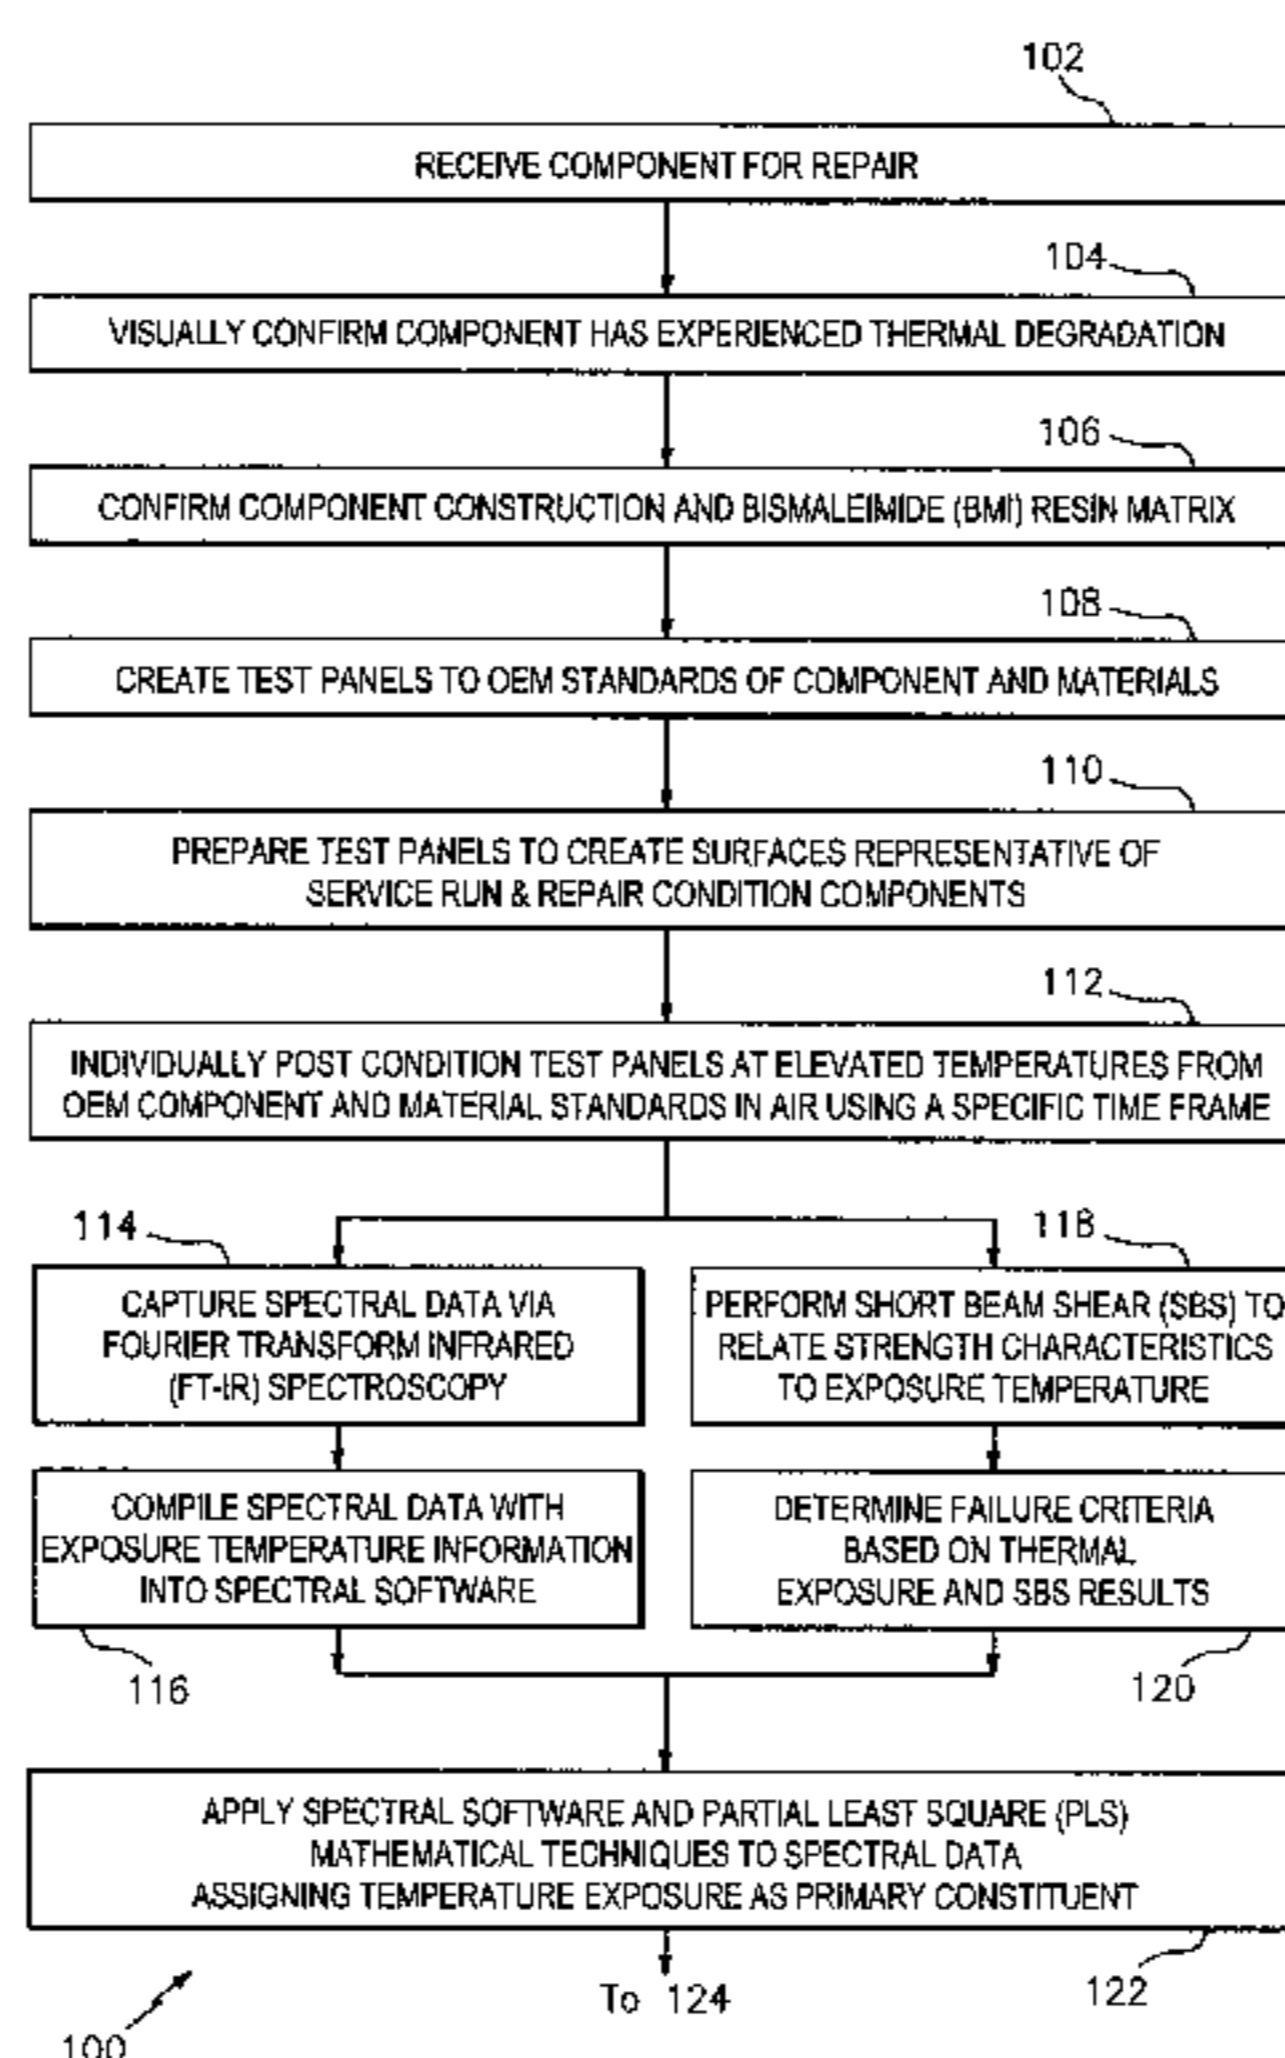 102
RECEIVE COMPONENT FOR REPAIR
104
VISUALLY CONFIRM COMPONENT HAS EXPERIENCED THERMAL DEGRADATION
106
CONFIRM COMPONENT CONSTRUCTION AND BISMALEIMIDE (BMI) RESIN MATRIX
108
CREATE TEST PANELS TO OEM STANDARDS OF COMPONENT AND MATERIALS
110
PREPARE TEST PANELS TO CREATE SURFACES REPRESENTATIVE OF
SERVICE RUN & REPAIR CONDITION COMPONENTS
112
INDIVIDUALLY POST CONDITION TEST PANELS AT ELEVATED TEMPERATURES FROM
OEM COMPONENT AND MATERIAL STANDARDS IN AIR USING A SPECIFIC TIME FRAME
114
CAPTURE SPECTRAL DATA VIA
FOURIER TRANSFORM INFRARED
(FT-IR) SPECTROSCOPY
118
PERFORM SHORT BEAM SHEAR (SBS) TO
RELATE STRENGTH CHARACTERISTICS
TO EXPOSURE TEMPERATURE
COMPILE SPECTRAL DATA WITH
EXPOSURE TEMPERATURE INFORMATION
INTO SPECTRAL SOFTWARE
116
DETERMINE FAILURE CRITERIA
BASED ON THERMAL
EXPOSURE AND SBS RESULTS
120
APPLY SPECTRAL SOFTWARE AND PARTIAL LEAST SQUARE (PLS)
MATHEMATICAL TECHNIQUES TO SPECTRAL DATA
ASSIGNING TEMPERATURE EXPOSURE AS PRIMARY CONSTITUENT
122
To 124
100